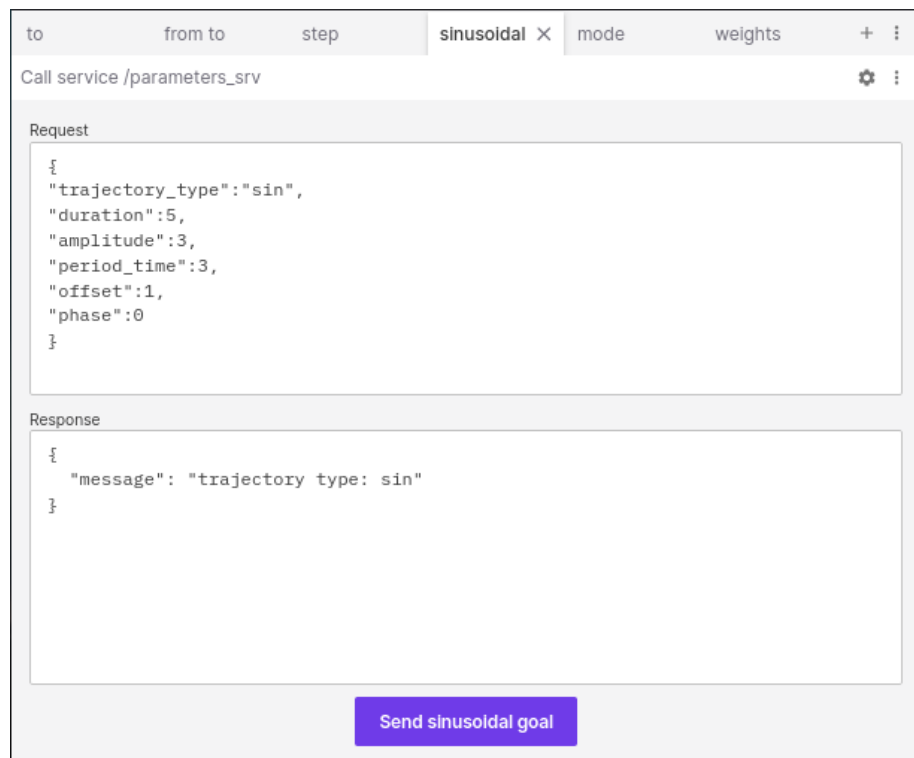 to from to step sinusoidal mode weights
Call service /parameters_srv
Request
{
"trajectory_type":"sin",
"duration":5,
"amplitude":3,
"period_time":3,
"offset":1,
"phase":0
}
Response
{
"message": "trajectory type: sin"
}
Send sinusoidal goal